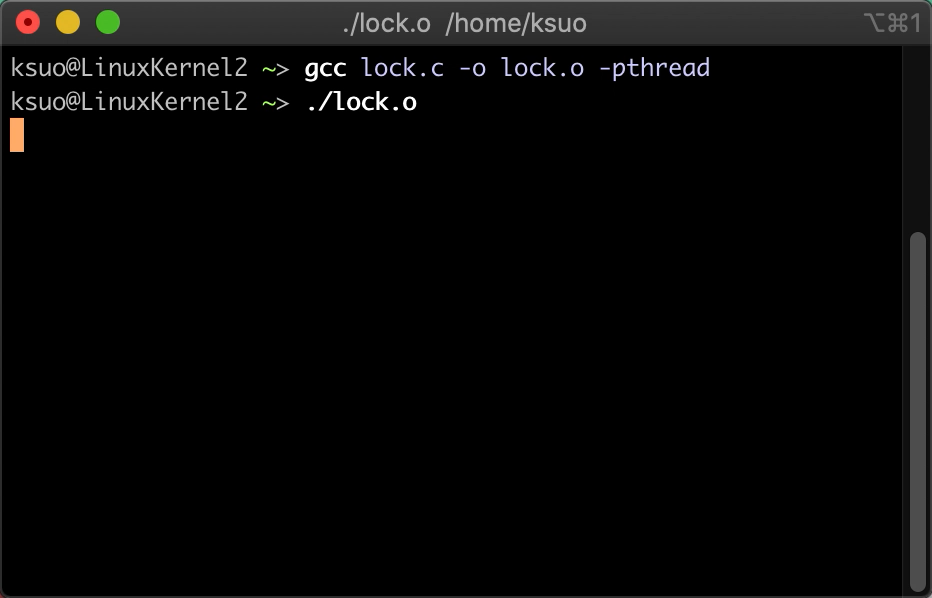 ./lock.o /home/ksuo ⌥⌘1
ksuo@LinuxKernel2 ~> gcc lock.c -o lock.o -pthread
ksuo@LinuxKernel2 ~> ./lock.o